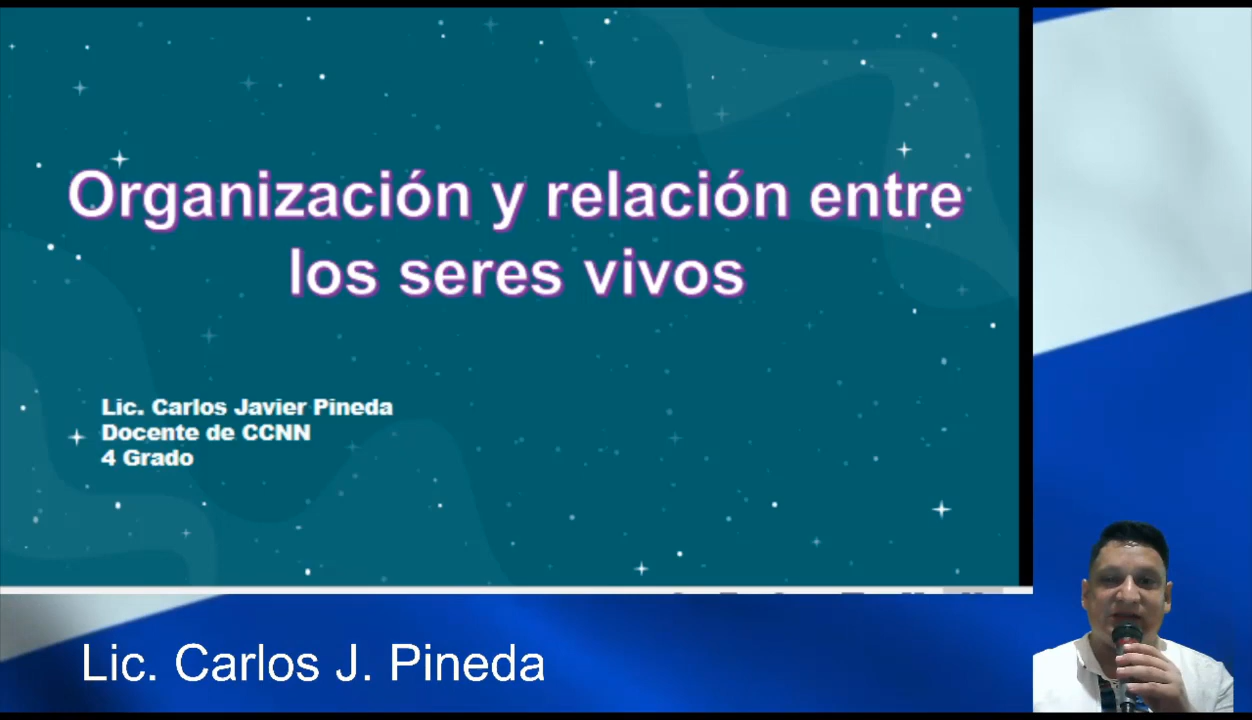 Organización y relación entre
los seres vivos
Lic. Carlos Javier Pineda
Docente de CCNN
4 Grado
Lic. Carlos J. Pineda